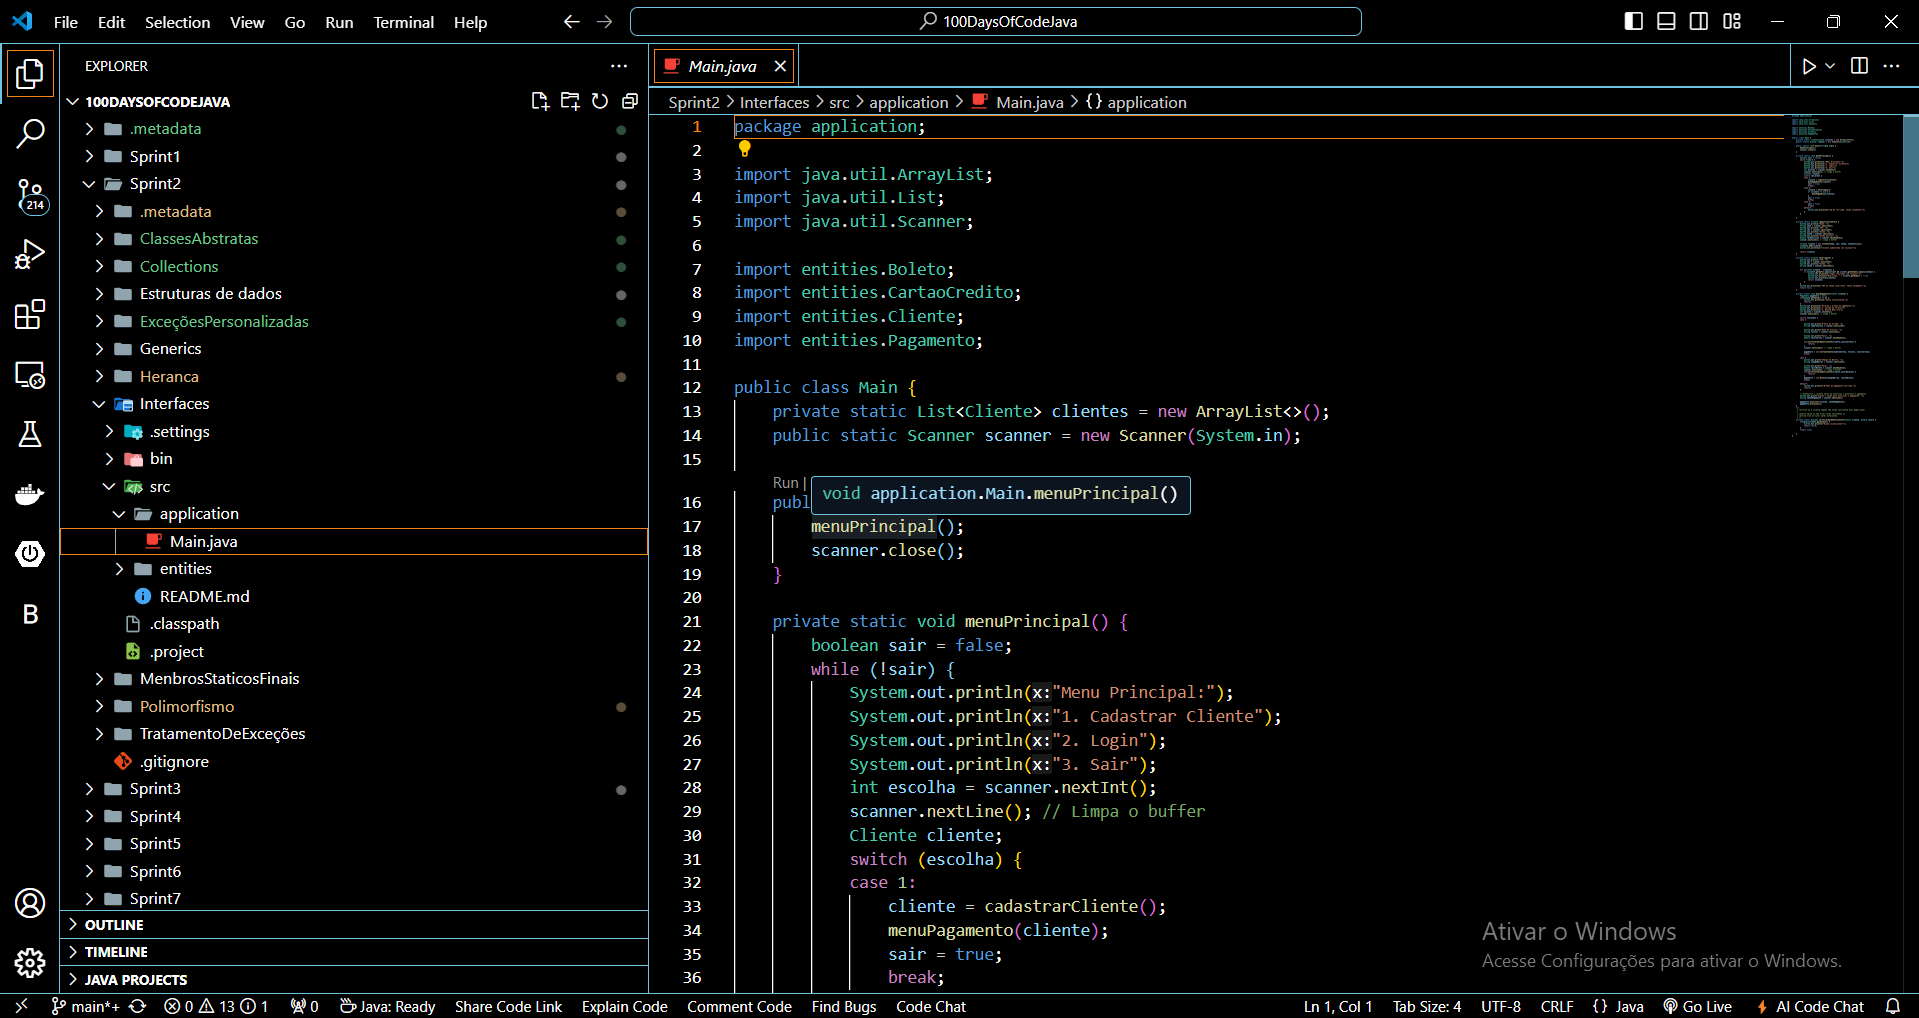 File Edit Selection View Go Run Terminal Help
100DaysOfCodeJava
EXPLORER
100DAYSOFCODEJAVA
.metadata
Sprint1
Sprint2
.metadata
ClassesAbstratas
Collections
Estruturas de dados
ExceçõesPersonalizadas
Generics
Heranca
Interfaces
.settings
bin
src
application
Main.java
entities
README.md
.classpath
.project
MenbrosStaticosFinais
Polimorfismo
TratamentoDeExceções
.gitignore
Sprint3
Sprint4
Sprint5
Sprint6
Sprint7
OUTLINE
TIMELINE
JAVA PROJECTS
214
B
Main.java
Sprint2 > Interfaces > src > application > Main.java > {} application
1 package application;
2
3 import java.util.ArrayList;
4 import java.util.List;
5 import java.util.Scanner;
6
7 import entities.Boleto;
8 import entities.CartaoCredito;
9 import entities.Cliente;
10 import entities.Pagamento;
11
12 public class Main {
13 private static List<Cliente> clientes = new ArrayList<>();
14 public static Scanner scanner = new Scanner(System.in);
15
Run|
void application.Main.menuPrincipal()
16 publ
17 menuPrincipal();
18 scanner.close();
19 }
20
21 private static void menuPrincipal() {
22 boolean sair = false;
23 while (!sair) {
24 System.out.println(x:"Menu Principal:");
25 System.out.println(x:"1. Cadastrar Cliente");
26 System.out.println(x:"2. Login");
27 System.out.println(x:"3. Sair");
28 int escolha = scanner.nextInt();
29 scanner.nextLine(); // Limpa o buffer
30 Cliente cliente;
31 switch (escolha) {
32 case 1:
33 cliente = cadastrarCliente();
34 menuPagamento(cliente);
35 sair = true;
36 break;
Ativar o Windows
Acesse Configurações para ativar o Windows.
main*+ 0 13 1 0 Java: Ready Share Code Link Explain Code Comment Code Find Bugs Code Chat Ln 1, Col 1 Tab Size: 4 UTF-8 CRLF {} Java Go Live AI Code Chat